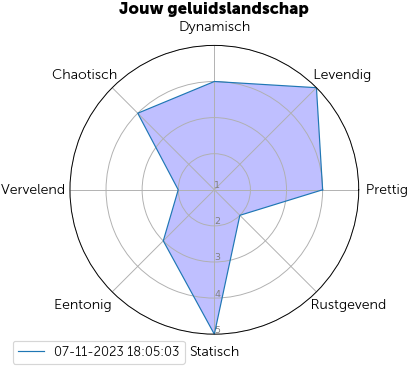 Jouw geluidslandschap
Dynamisch
Chaotisch
Levendig
Vervelend
Prettig
1
2
3
4
5
Eentonig
Rustgevend
Statisch
07-11-2023 18:05:03